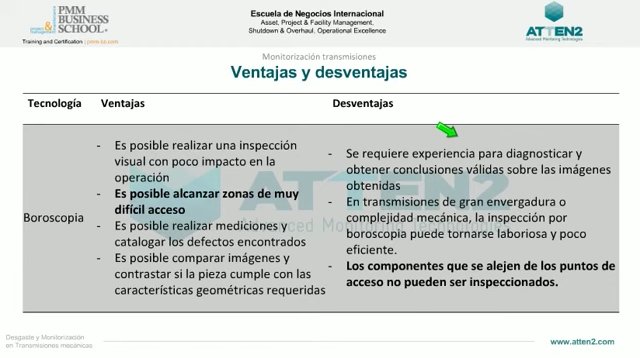 PMM
BUSINESS
SCHOOL
Training and Certification | pmm-bs.com
Escuela de Negocios Internacional
Asset, Project & Facility Management,
Shutdown & Overhaul, Operational Excellence
ATTEN2
Advanced Monitoring Technologies
Monitorización transmisiones
Ventajas y desventajas
Tecnología Ventajas Desventajas
Boroscopia
- Es posible realizar una inspección
visual con poco impacto en la
operación
- Es posible alcanzar zonas de muy
difícil acceso
- Es posible realizar mediciones y
catalogar los defectos encontrados
- Es posible comparar imágenes y
contrastar si la pieza cumple con las
características geométricas requeridas
- Se requiere experiencia para diagnosticar y
obtener conclusiones válidas sobre las imágenes
obtenidas
- En transmisiones de gran envergadura o
complejidad mecánica, la inspección por
boroscopia puede tornarse laboriosa y poco
eficiente.
- Los componentes que se alejen de los puntos de
acceso no pueden ser inspeccionados.
ATTEN2
Advanced Monitoring Technologies
Desgaste y Monitorización
en Transmisiones mecánicas
www.atten2.com